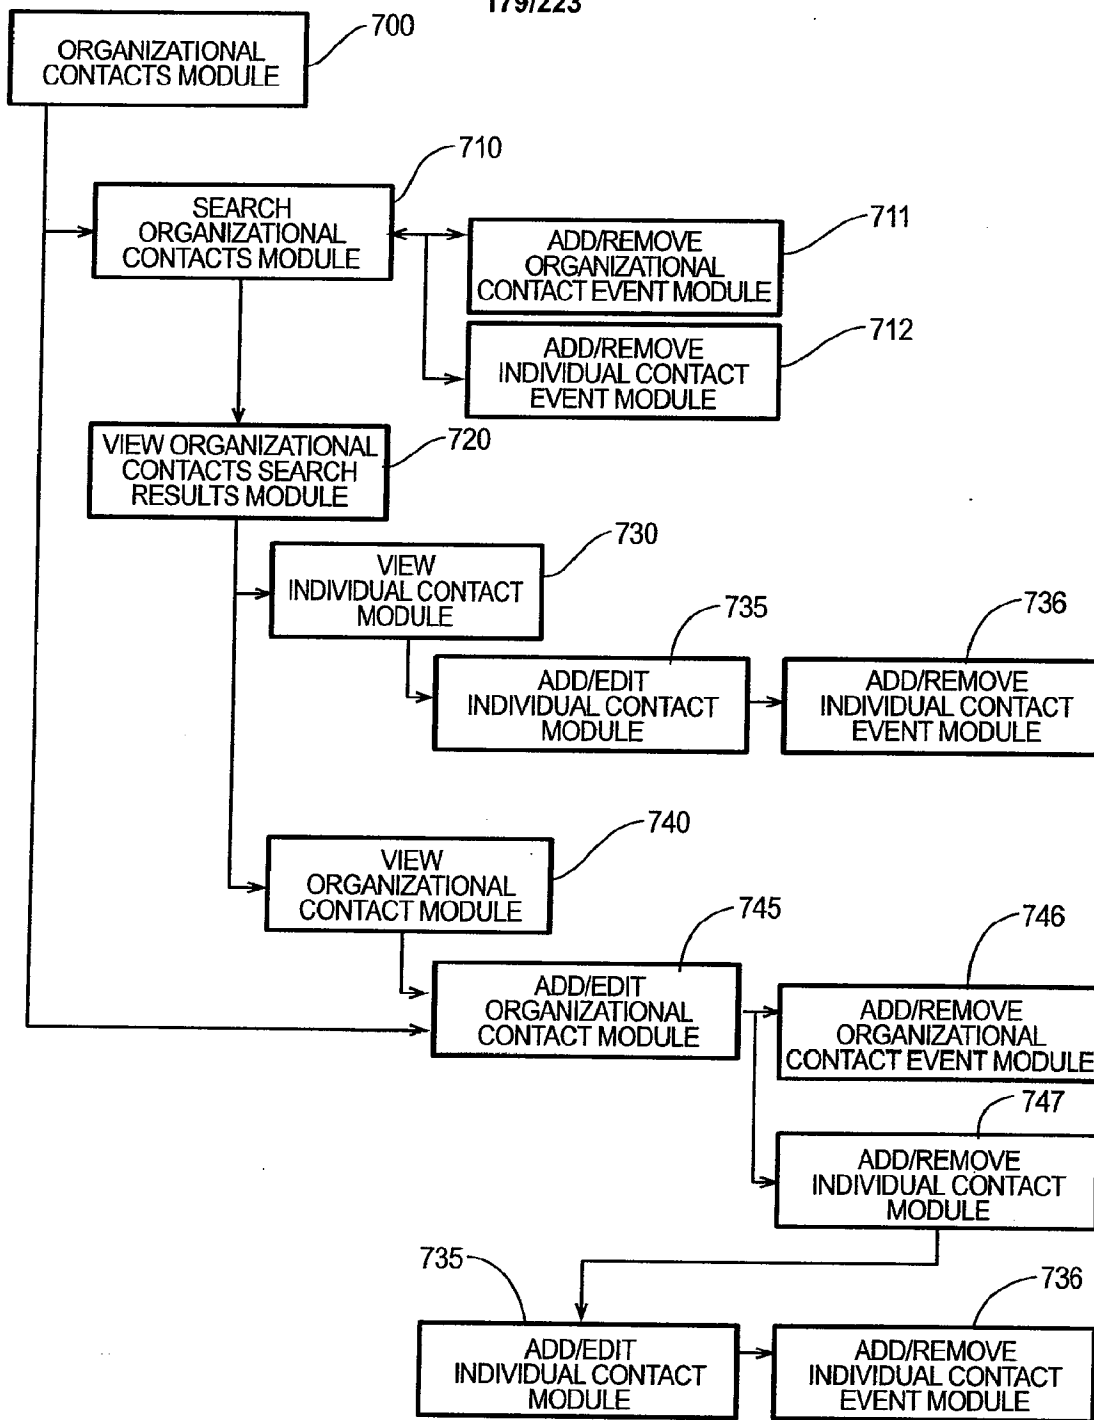 179/223
700
ORGANIZATIONAL
CONTACTS MODULE
710
SEARCH
ORGANIZATIONAL
CONTACTS MODULE
711
ADD/REMOVE
ORGANIZATIONAL
CONTACT EVENT MODULE
712
ADD/REMOVE
INDIVIDUAL CONTACT
EVENT MODULE
720
VIEW ORGANIZATIONAL
CONTACTS SEARCH
RESULTS MODULE
730
VIEW
INDIVIDUAL CONTACT
MODULE
735
ADD/EDIT
INDIVIDUAL CONTACT
MODULE
736
ADD/REMOVE
INDIVIDUAL CONTACT
EVENT MODULE
740
VIEW
ORGANIZATIONAL
CONTACT MODULE
745
ADD/EDIT
ORGANIZATIONAL
CONTACT MODULE
746
ADD/REMOVE
ORGANIZATIONAL
CONTACT EVENT MODULE
747
ADD/REMOVE
INDIVIDUAL CONTACT
MODULE
735
ADD/EDIT
INDIVIDUAL CONTACT
MODULE
736
ADD/REMOVE
INDIVIDUAL CONTACT
EVENT MODULE